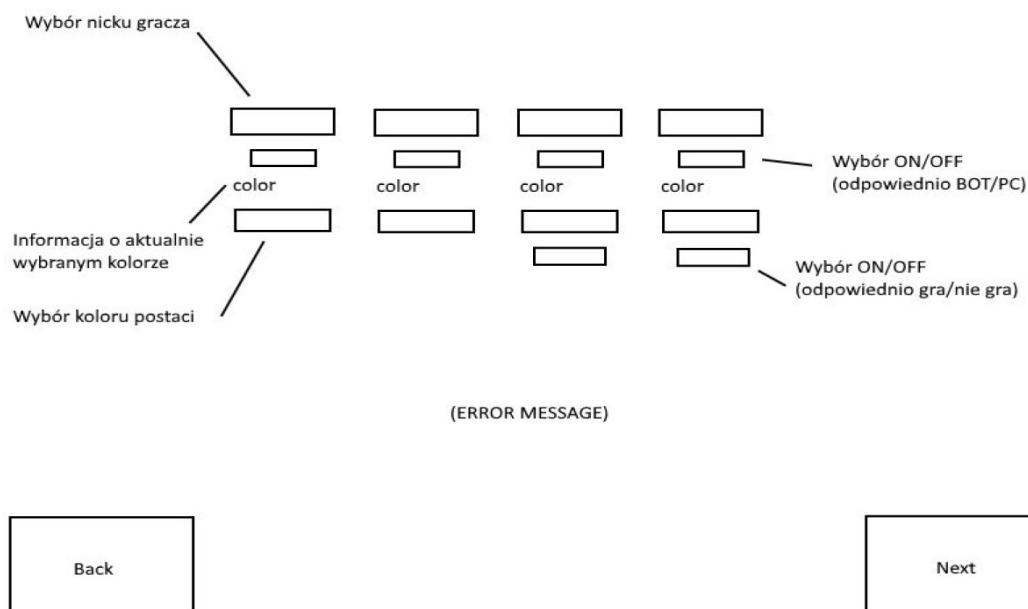 Wybór nicku gracza
Wybór ON/OFF
(odpowiednio BOT/PC)
color color color color
Informacja o aktualnie
wybranym kolorze
Wybór ON/OFF
(odpowiednio gra/nie gra)
Wybór koloru postaci
(ERROR MESSAGE)
Back
Next